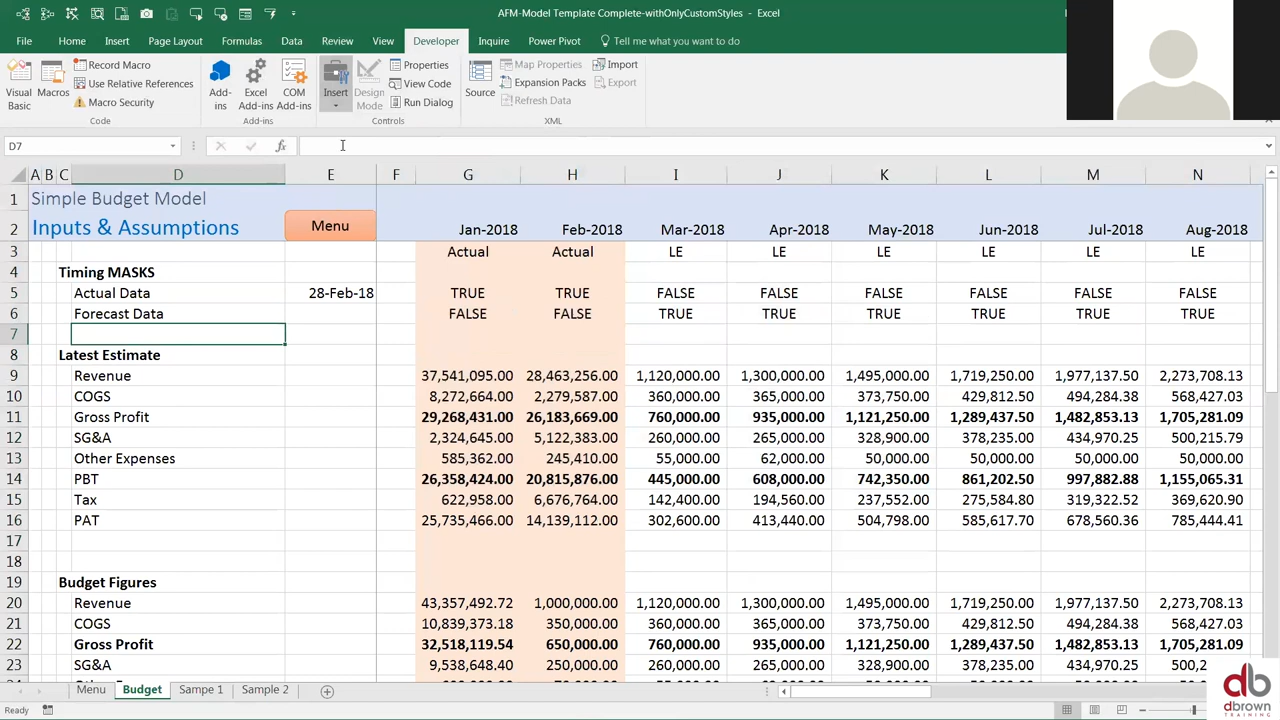 AFM-Model Template Complete-withOnlyCustomStyles - Excel
File Home Insert Page Layout Formulas Data Review View Developer Inquire Power Pivot Tell me what you want to do
Visual Basic Macros Record Macro Use Relative References Macro Security Add-ins Excel Add-ins COM Add-ins Insert Design Mode Properties View Code Run Dialog Source Map Properties Expansion Packs Refresh Data Import Export
Code Add-ins Controls XML
D7 fx
A B C D E F G H I J K L M N
1 Simple Budget Model
2 Inputs & Assumptions Menu Jan-2018 Feb-2018 Mar-2018 Apr-2018 May-2018 Jun-2018 Jul-2018 Aug-2018
3 Actual Actual LE LE LE LE LE LE
4 Timing MASKS
5 Actual Data 28-Feb-18 TRUE TRUE FALSE FALSE FALSE FALSE FALSE FALSE
6 Forecast Data FALSE FALSE TRUE TRUE TRUE TRUE TRUE TRUE
7
8 Latest Estimate
9 Revenue 37,541,095.00 28,463,256.00 1,120,000.00 1,300,000.00 1,495,000.00 1,719,250.00 1,977,137.50 2,273,708.13
10 COGS 8,272,664.00 2,279,587.00 360,000.00 365,000.00 373,750.00 429,812.50 494,284.38 568,427.03
11 Gross Profit 29,268,431.00 26,183,669.00 760,000.00 935,000.00 1,121,250.00 1,289,437.50 1,482,853.13 1,705,281.09
12 SG&A 2,324,645.00 5,122,383.00 260,000.00 265,000.00 328,900.00 378,235.00 434,970.25 500,215.79
13 Other Expenses 585,362.00 245,410.00 55,000.00 62,000.00 50,000.00 50,000.00 50,000.00 50,000.00
14 PBT 26,358,424.00 20,815,876.00 445,000.00 608,000.00 742,350.00 861,202.50 997,882.88 1,155,065.31
15 Tax 622,958.00 6,676,764.00 142,400.00 194,560.00 237,552.00 275,584.80 319,322.52 369,620.90
16 PAT 25,735,466.00 14,139,112.00 302,600.00 413,440.00 504,798.00 585,617.70 678,560.36 785,444.41
17
18
19 Budget Figures
20 Revenue 43,357,492.72 1,000,000.00 1,120,000.00 1,300,000.00 1,495,000.00 1,719,250.00 1,977,137.50 2,273,708.13
21 COGS 10,839,373.18 350,000.00 360,000.00 365,000.00 373,750.00 429,812.50 494,284.38 568,427.03
22 Gross Profit 32,518,119.54 650,000.00 760,000.00 935,000.00 1,121,250.00 1,289,437.50 1,482,853.13 1,705,281.09
23 SG&A 9,538,648.40 250,000.00 260,000.00 265,000.00 328,900.00 378,235.00 434,970.25 500,2
Menu Budget Sampe 1 Sample 2
Ready
db
dbrown
TRAINING